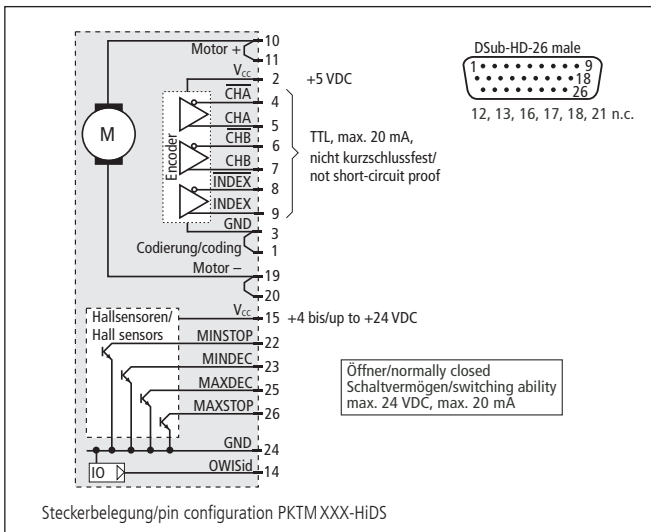 Motor +
10
11
V_CC
2
+5 VDC
CHA
4
CHA
5
CHB
6
CHB
7
INDEX
8
INDEX
9
GND
3
Codierung/coding
1
Motor –
19
20
M
Encoder
TTL, max. 20 mA,
nicht kurzschlussfest/
not short-circuit proof
DSub-HD-26 male
1
9
18
26
12, 13, 16, 17, 18, 21 n.c.
Hallsensoren/
Hall sensors
V_CC
15
+4 bis/up to +24 VDC
MINSTOP
22
MINDEC
23
MAXDEC
25
MAXSTOP
26
GND
24
IO
OWISid
14
Öffner/normally closed
Schaltvermögen/switching ability
max. 24 VDC, max. 20 mA
Steckerbelegung/pin configuration PKTM XXX-HiDS